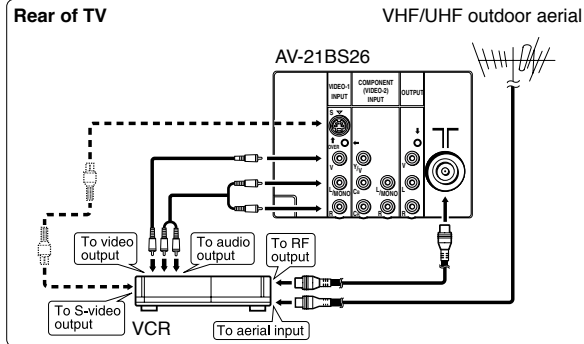 Rear of TV
VHF/UHF outdoor aerial
AV-21BS26
VIDEO-1
INPUT
COMPONENT
(VIDEO-2)
INPUT
OUTPUT
S
OVER
V
Y/V
V
L/MONO
L/MONO
L
R
R
R
To video
output
To audio
output
To RF
output
To S-video
output
VCR
To aerial input